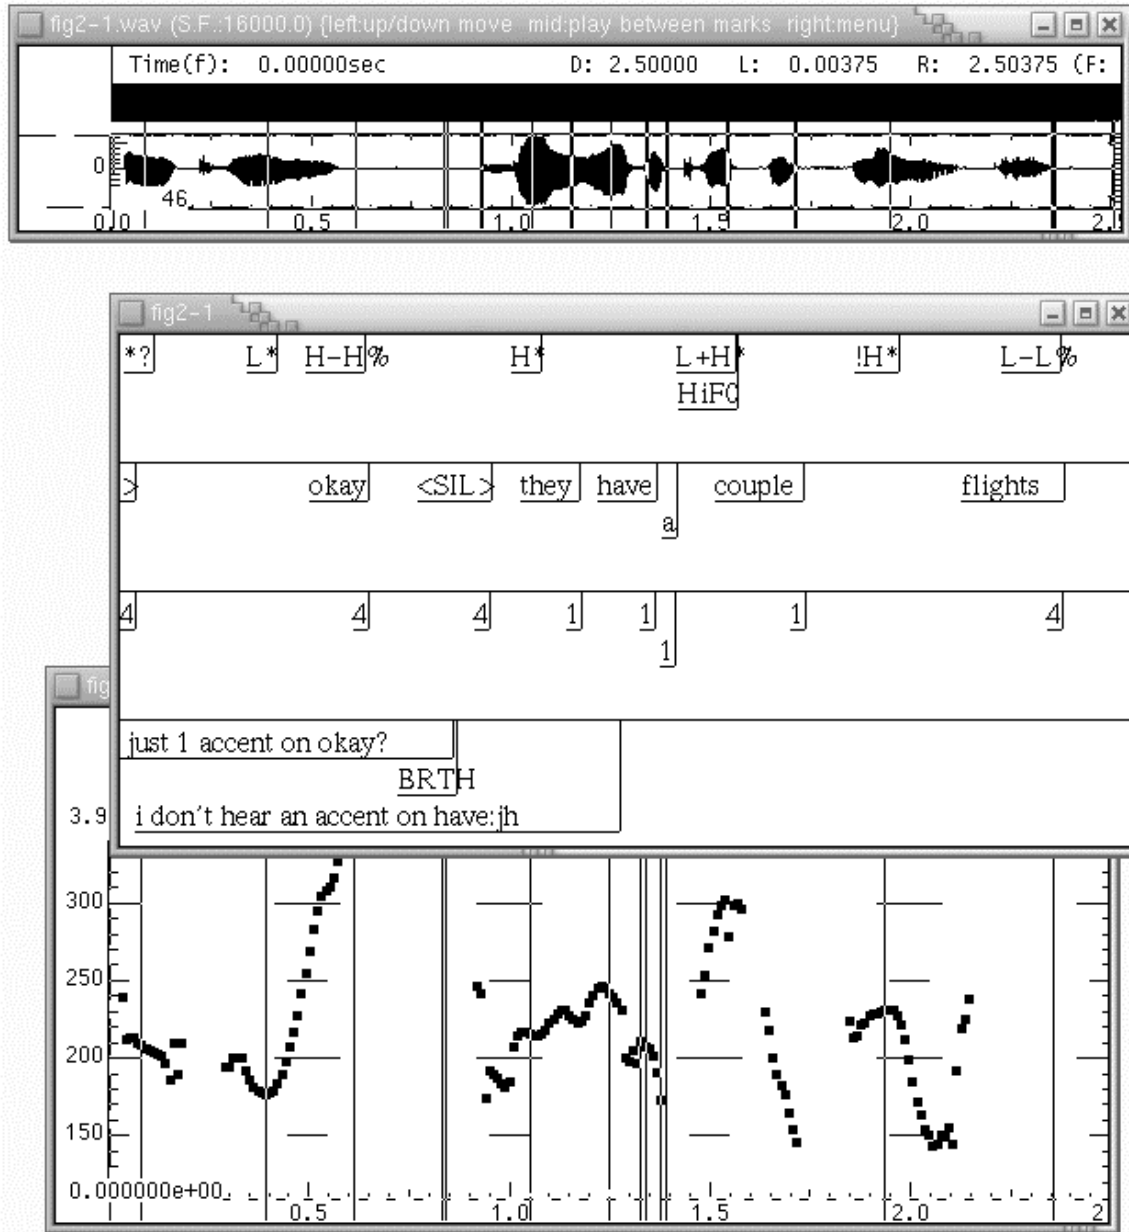 fig2-1.wav (S.F.:16000.0) {left:up/down move mid:play between marks right:menu}
Time(f): 0.00000sec D: 2.50000 L: 0.00375 R: 2.50375 (F:
0
46
0.0 0.5 1.0 1.5 2.0 2.
fig2-1
*? L* H-H% H* L+H* !H* L-L%
HiF0
> okay <SIL> they have couple flights
a
4 4 4 1 1 1 4
1
fig
just 1 accent on okay?
BRTH
3.9
i don't hear an accent on have:jh
300
250
200
150
0.000000e+00
0.5 1.0 1.5 2.0 2